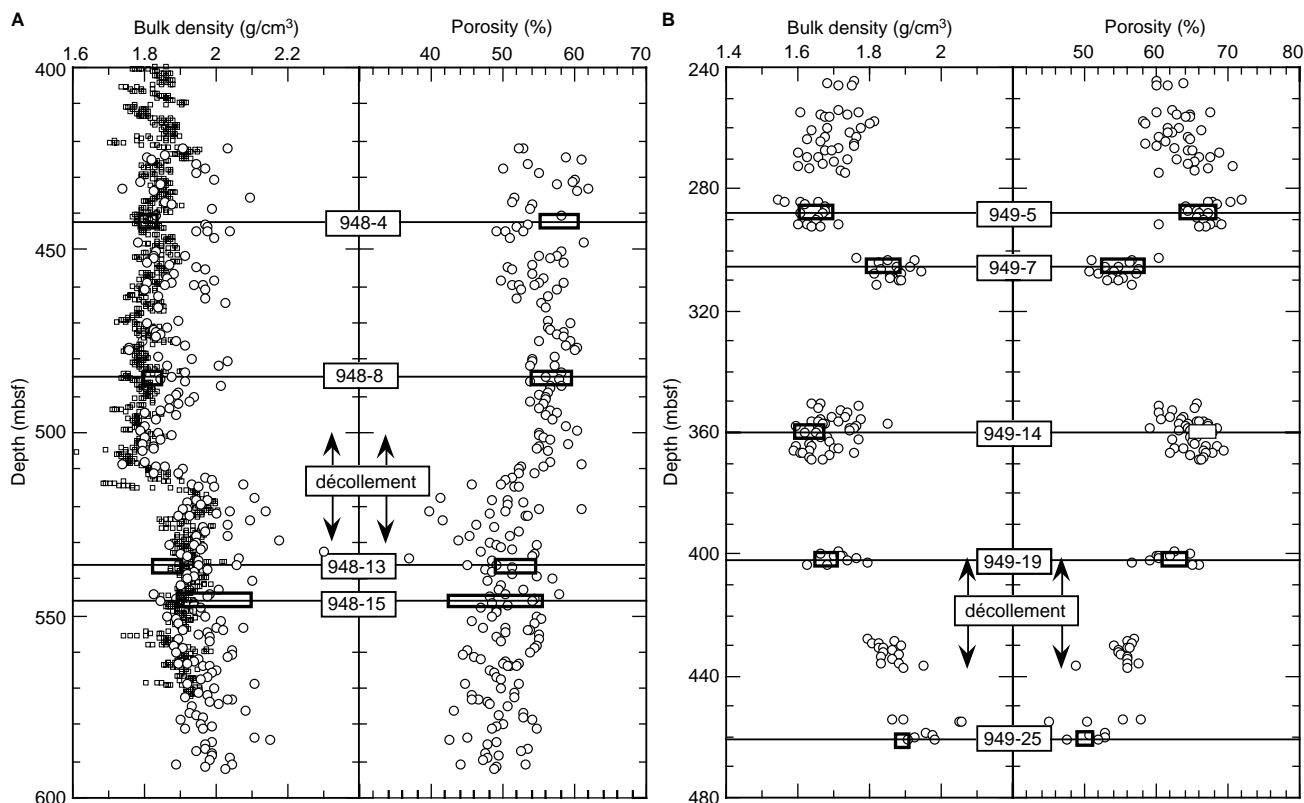 A
Bulk density (g/cm³)
Porosity (%)
1.6 1.8 2 2.2 40 50 60 70
400
450
500
550
600
Depth (mbsf)
948-4
948-8
décollement
948-13
948-15
B
Bulk density (g/cm³)
Porosity (%)
1.4 1.6 1.8 2 50 60 70 80
240
280
320
360
400
440
480
Depth (mbsf)
949-5
949-7
949-14
949-19
décollement
949-25